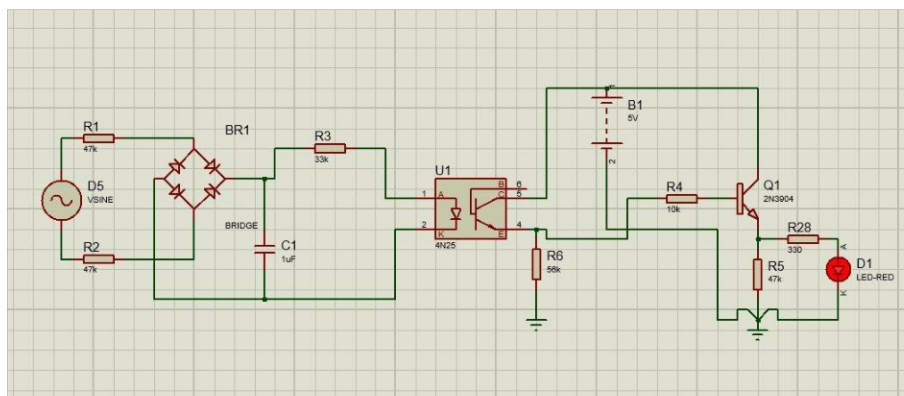 R1
47k
D5
VSINE
R2
47k
BR1
BRIDGE
C1
1uF
R3
33k
U1
1
2
A
K
B
C
E
6
5
4
4N25
R6
56k
B1
5V
2
R4
10k
Q1
2N3904
R28
330
R5
47k
A
D1
LED-RED
K